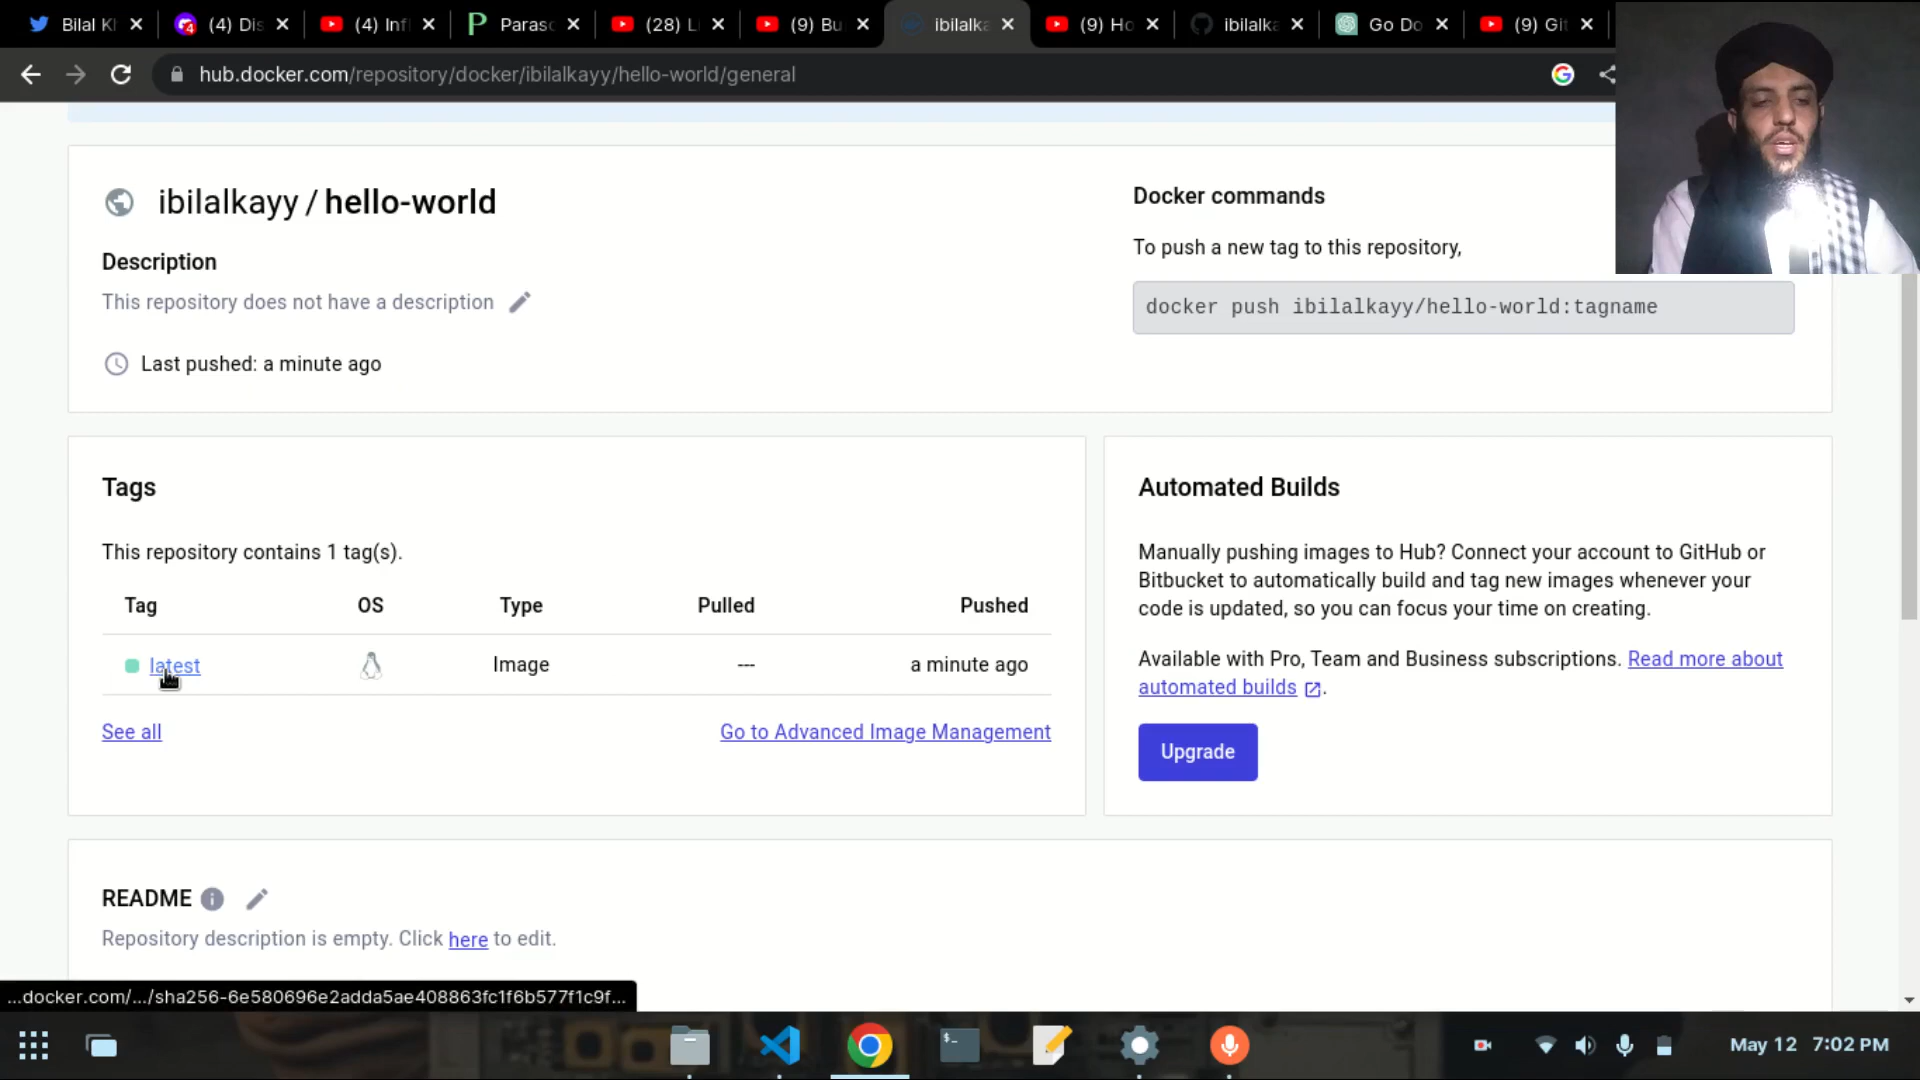 Bilal Kh
4
(4) Dis
(4) Inf
Paraso
(28) Li
(9) Bu
ibilalka
(9) Ho
ibilalka
Go Do
(9) Git
hub.docker.com/repository/docker/ibilalkayy/hello-world/general
ibilalkayy / hello-world
Docker commands
To push a new tag to this repository,
Description
This repository does not have a description
docker push ibilalkayy/hello-world:tagname
Last pushed: a minute ago
Tags
This repository contains 1 tag(s).
Tag OS Type Pulled Pushed
latest Image --- a minute ago
See all
Go to Advanced Image Management
Automated Builds
Manually pushing images to Hub? Connect your account to GitHub or
Bitbucket to automatically build and tag new images whenever your
code is updated, so you can focus your time on creating.
Available with Pro, Team and Business subscriptions. Read more about
automated builds.
Upgrade
README
Repository description is empty. Click here to edit.
...docker.com/.../sha256-6e580696e2adda5ae408863fc1f6b577f1c9f...
May 12 7:02 PM